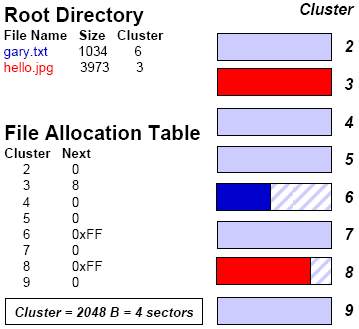 Root Directory
File Name Size Cluster
gary.txt 1034 6
hello.jpg 3973 3
File Allocation Table
Cluster Next
2 0
3 8
4 0
5 0
6 0xFF
7 0
8 0xFF
9 0
Cluster = 2048 B = 4 sectors
Cluster
2
3
4
5
6
7
8
9